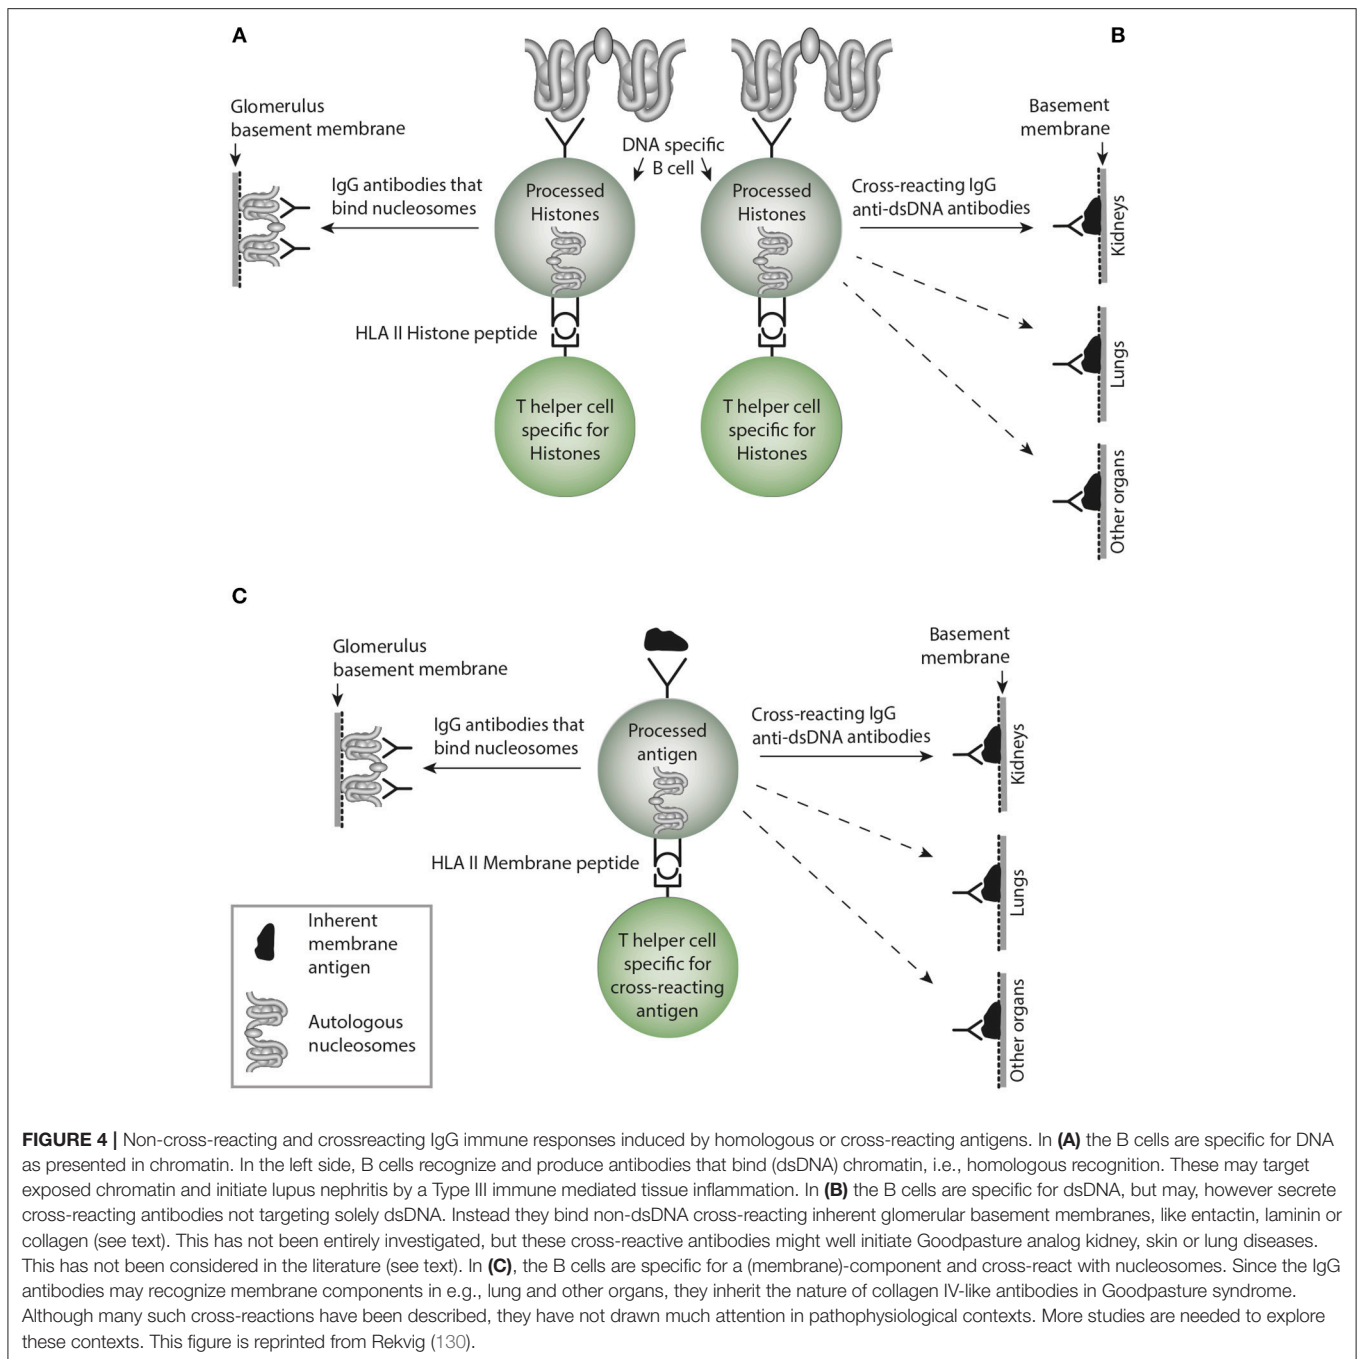 A
B
Glomerulus
basement membrane
DNA specific
B cell
Basement
membrane
IgG antibodies that
bind nucleosomes
Processed
Histones
Processed
Histones
Cross-reacting IgG
anti-dsDNA antibodies
Kidneys
HLA II Histone peptide
Lungs
T helper cell
specific for
Histones
T helper cell
specific for
Histones
Other organs
C
Glomerulus
basement membrane
Basement
membrane
IgG antibodies that
bind nucleosomes
Processed
antigen
Cross-reacting IgG
anti-dsDNA antibodies
Kidneys
HLA II Membrane peptide
Lungs
T helper cell
specific for
cross-reacting
antigen
Other organs
Inherent
membrane
antigen
Autologous
nucleosomes
FIGURE 4 | Non-cross-reacting and crossreacting IgG immune responses induced by homologous or cross-reacting antigens. In (A) the B cells are specific for DNA
as presented in chromatin. In the left side, B cells recognize and produce antibodies that bind (dsDNA) chromatin, i.e., homologous recognition. These may target
exposed chromatin and initiate lupus nephritis by a Type III immune mediated tissue inflammation. In (B) the B cells are specific for dsDNA, but may, however secrete
cross-reacting antibodies not targeting solely dsDNA. Instead they bind non-dsDNA cross-reacting inherent glomerular basement membranes, like entactin, laminin or
collagen (see text). This has not been entirely investigated, but these cross-reactive antibodies might well initiate Goodpasture analog kidney, skin or lung diseases.
This has not been considered in the literature (see text). In (C), the B cells are specific for a (membrane)-component and cross-react with nucleosomes. Since the IgG
antibodies may recognize membrane components in e.g., lung and other organs, they inherit the nature of collagen IV-like antibodies in Goodpasture syndrome.
Although many such cross-reactions have been described, they have not drawn much attention in pathophysiological contexts. More studies are needed to explore
these contexts. This figure is reprinted from Rekvig (130).